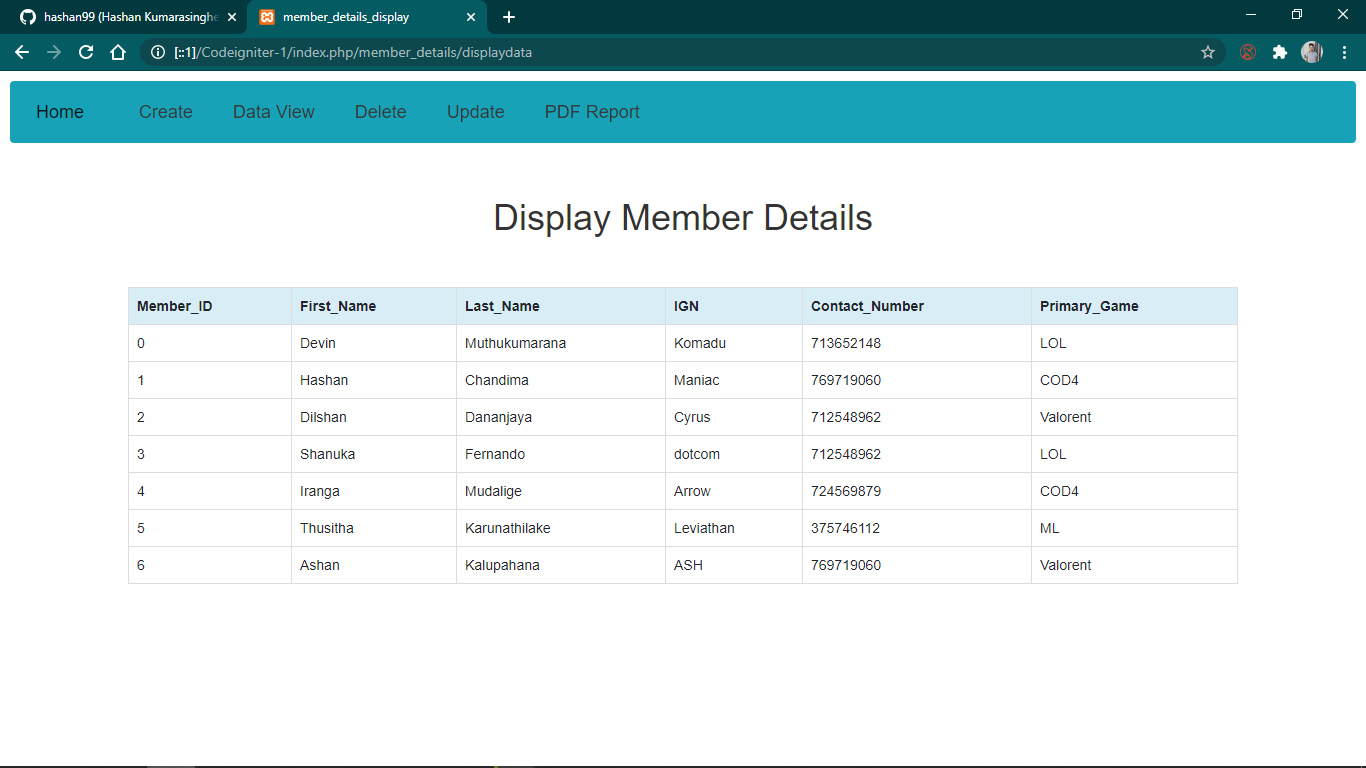 hashan99 (Hashan Kumarasinghe
member_details_display
[::1]/Codeigniter-1/index.php/member_details/displaydata
Home Create Data View Delete Update PDF Report
Display Member Details
Member_ID First_Name Last_Name IGN Contact_Number Primary_Game
0 Devin Muthukumarana Komadu 713652148 LOL
1 Hashan Chandima Maniac 769719060 COD4
2 Dilshan Dananjaya Cyrus 712548962 Valorent
3 Shanuka Fernando dotcom 712548962 LOL
4 Iranga Mudalige Arrow 724569879 COD4
5 Thusitha Karunathilake Leviathan 375746112 ML
6 Ashan Kalupahana ASH 769719060 Valorent